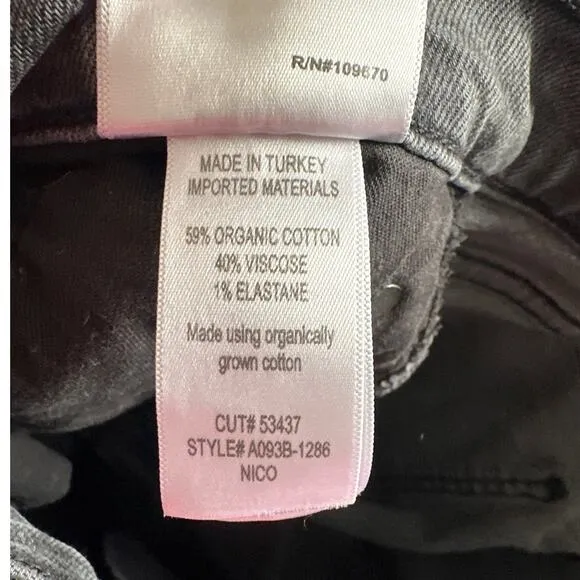 R/N#109670
MADE IN TURKEY
IMPORTED MATERIALS
59% ORGANIC COTTON
40% VISCOSE
1% ELASTANE
Made using organically
grown cotton
CUT# 53437
STYLE# A093B-1286
NICO